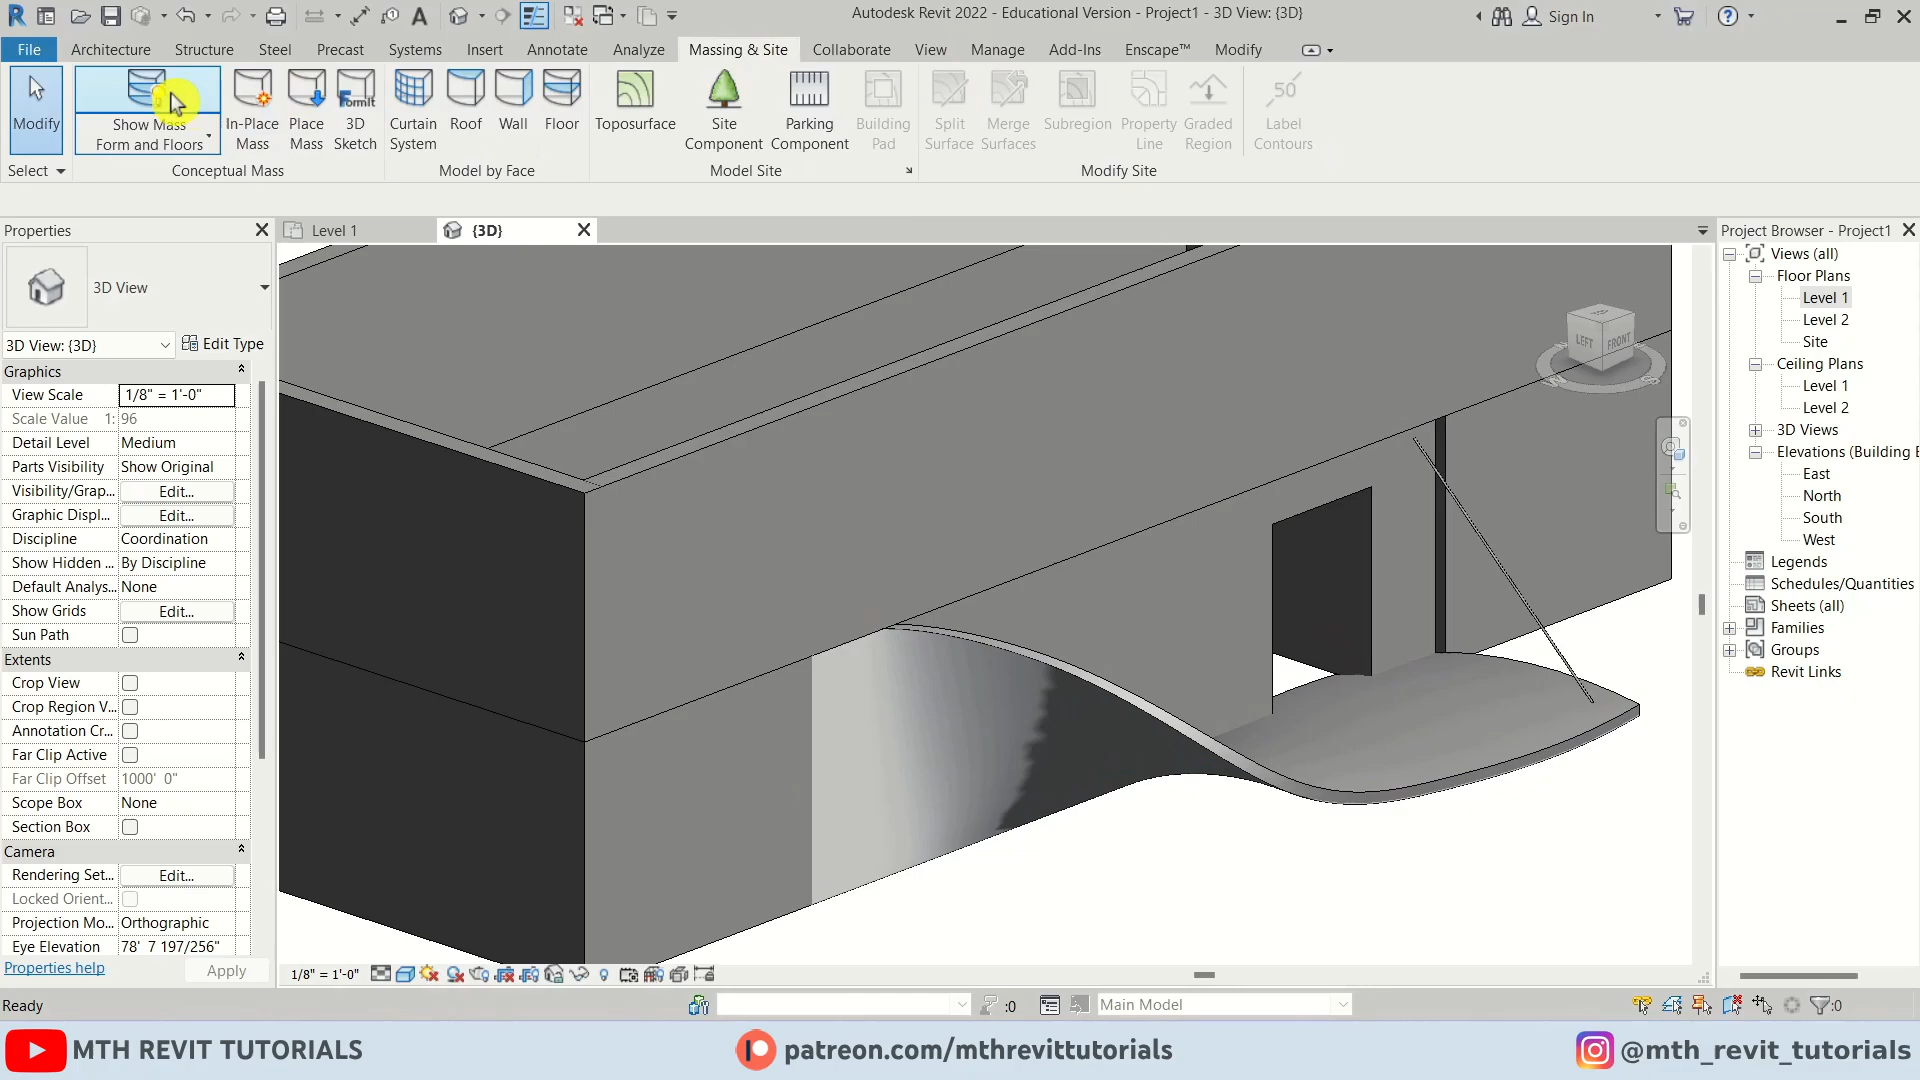 Autodesk Revit 2022 - Educational Version - Project1 - 3D View: {3D}
Sign In
File Architecture Structure Steel Precast Systems Insert Annotate Analyze Massing & Site Collaborate View Manage Add-Ins Enscape™ Modify
Modify
Show Mass
Form and Floors
In-Place
Mass
Place
Mass
FormIt
3D
Sketch
Curtain
System
Roof
Wall
Floor
Toposurface
Site
Component
Parking
Component
Building
Pad
Split
Surface
Merge
Surfaces
Subregion
Property
Line
Graded
Region
50
Label
Contours
Select
Conceptual Mass
Model by Face
Model Site
Modify Site
Properties
3D View
3D View: {3D}
Edit Type
Graphics
View Scale 1/8" = 1'-0"
Scale Value 1: 96
Detail Level Medium
Parts Visibility Show Original
Visibility/Grap... Edit...
Graphic Displ... Edit...
Discipline Coordination
Show Hidden ... By Discipline
Default Analys... None
Show Grids Edit...
Sun Path
Extents
Crop View
Crop Region V...
Annotation Cr...
Far Clip Active
Far Clip Offset 1000' 0"
Scope Box None
Section Box
Camera
Rendering Set... Edit...
Locked Orient...
Projection Mo... Orthographic
Eye Elevation 78' 7 197/256"
Properties help
Apply
Level 1
{3D}
LEFT
FRONT
1/8" = 1'-0"
Project Browser - Project1
Views (all)
Floor Plans
Level 1
Level 2
Site
Ceiling Plans
Level 1
Level 2
3D Views
Elevations (Building E
East
North
South
West
Legends
Schedules/Quantities
Sheets (all)
Families
Groups
Revit Links
Ready
:0
Main Model
:0
MTH REVIT TUTORIALS
patreon.com/mthrevittutorials
@mth_revit_tutorials